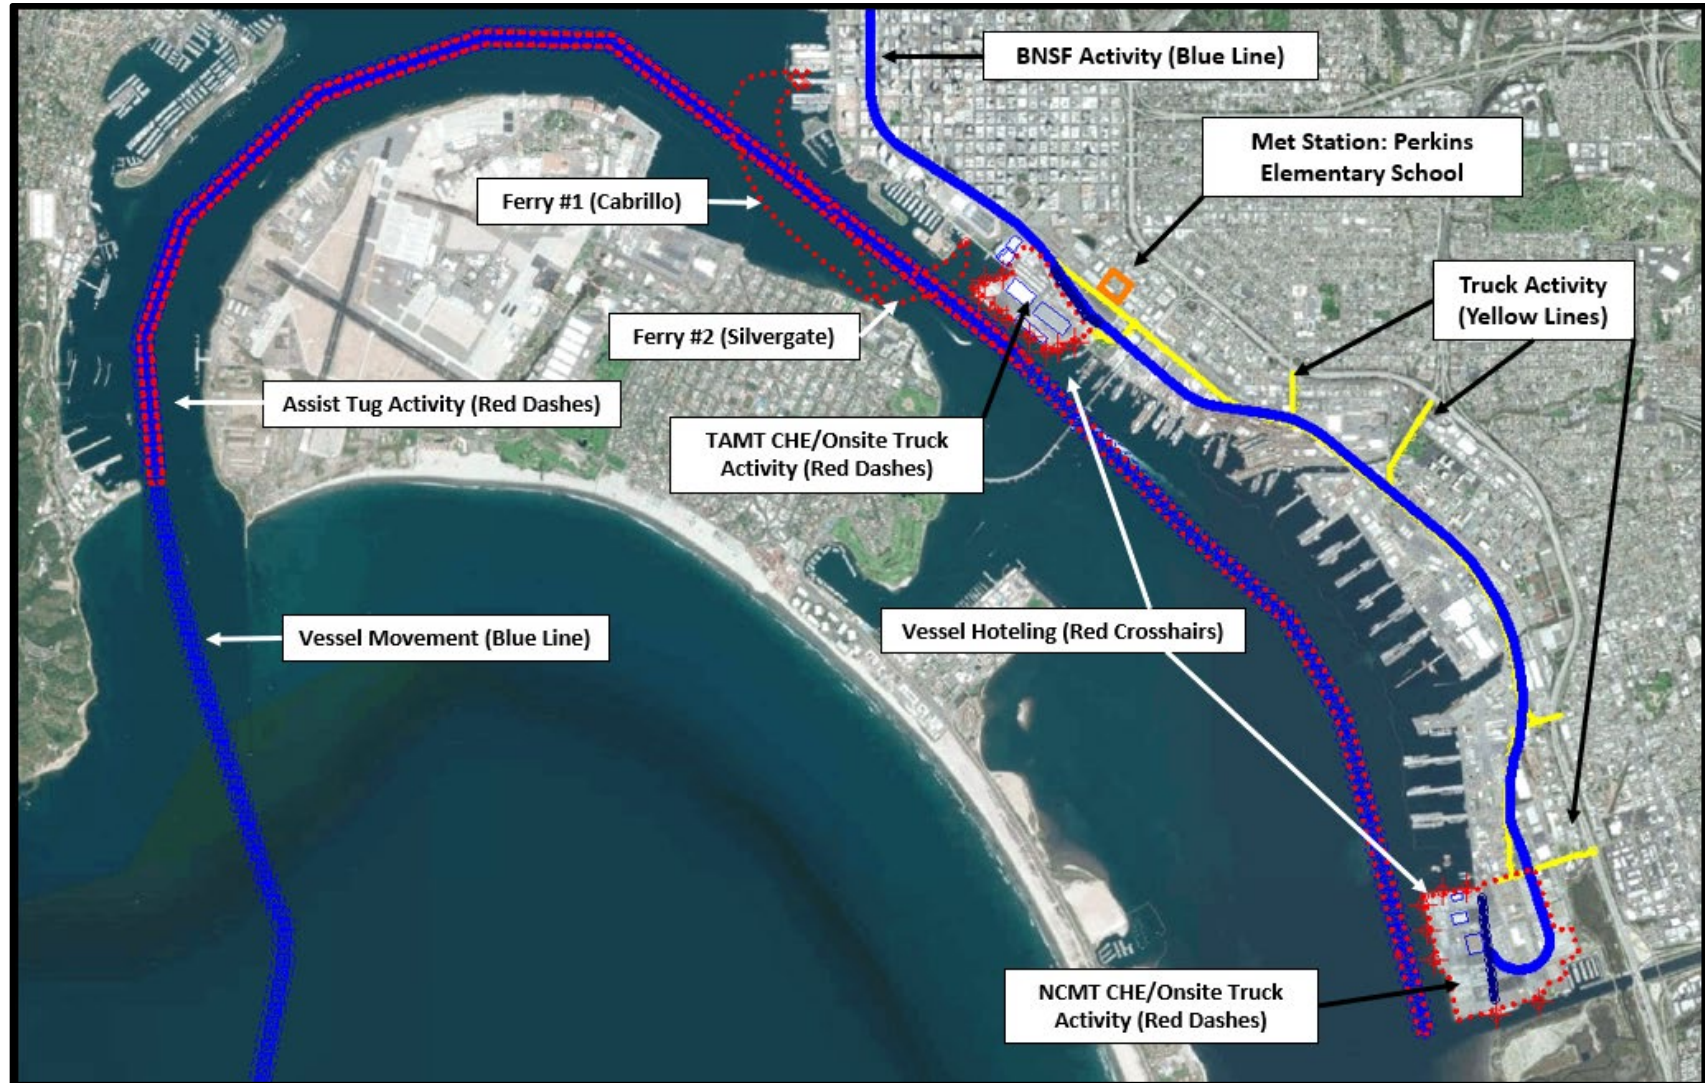 BNSF Activity (Blue Line)
Met Station: Perkins
Elementary School
Ferry #1 (Cabrillo)
Truck Activity
(Yellow Lines)
Ferry #2 (Silvergate)
Assist Tug Activity (Red Dashes)
TAMT CHE/Onsite Truck
Activity (Red Dashes)
Vessel Hoteling (Red Crosshairs)
Vessel Movement (Blue Line)
NCMT CHE/Onsite Truck
Activity (Red Dashes)